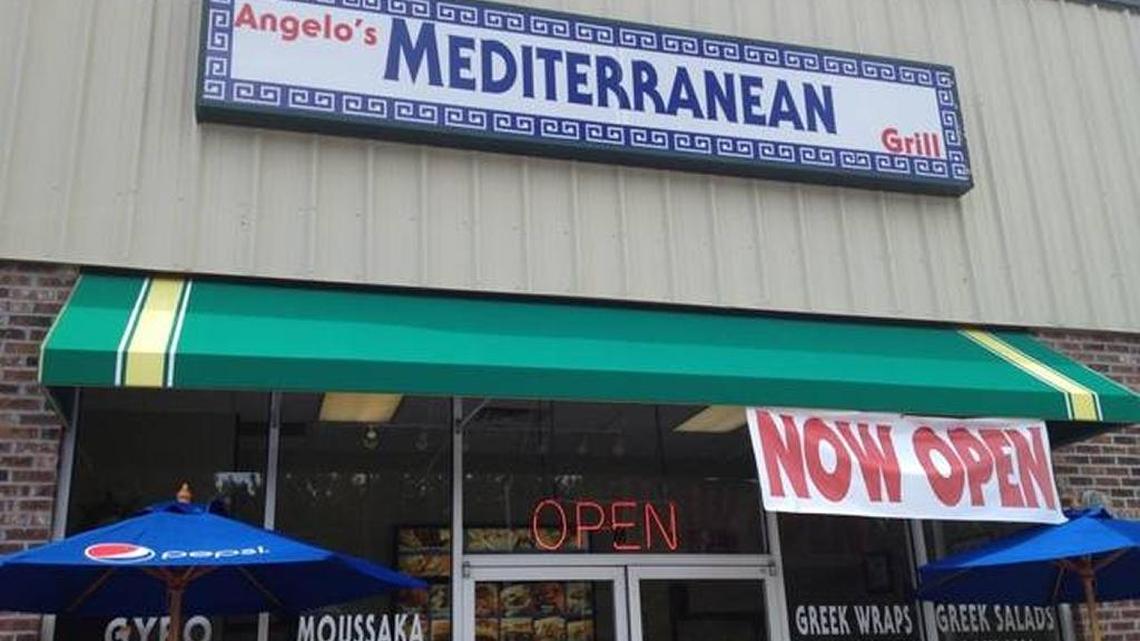 Angelo's MEDITERRANEAN Grill
NOW OPEN
OPEN
pepsi
GYRO
MOUSSAKA
GREEK WRAPS
GREEK SALADS